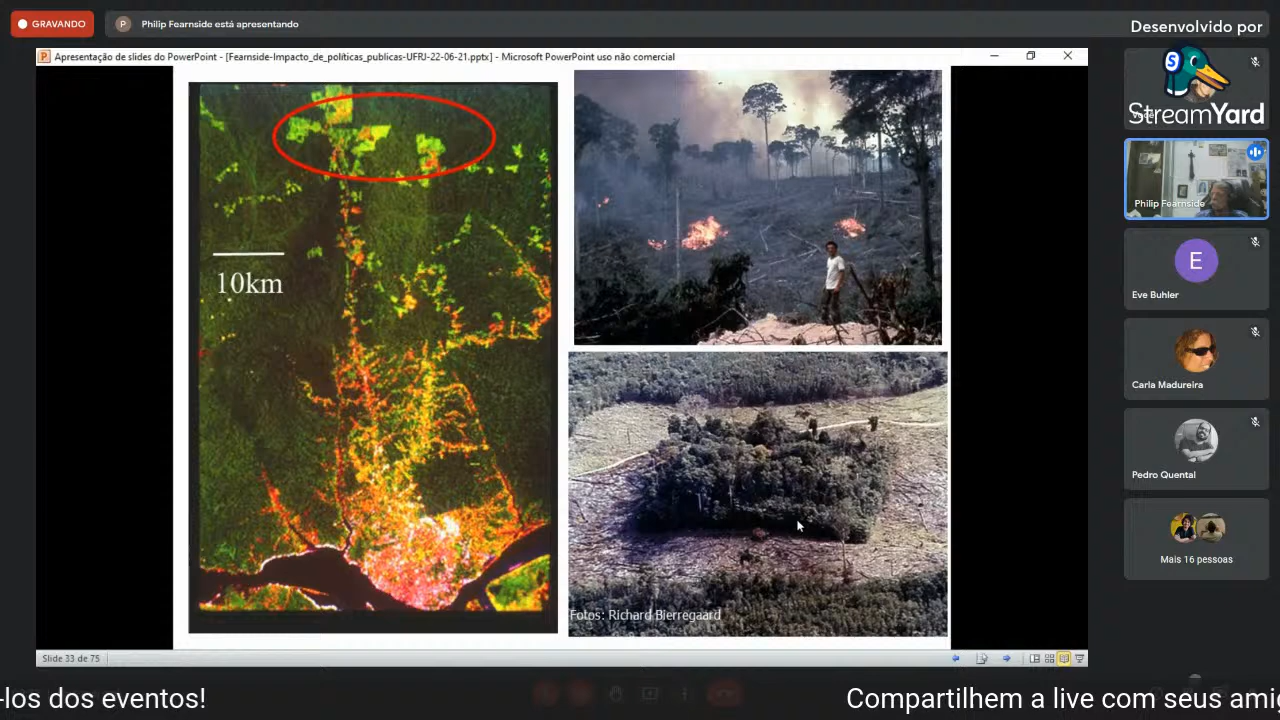 GRAVANDO
P
Philip Fearnside está apresentando
Desenvolvido por
StreamYard
Apresentação de slides do PowerPoint - [Fearnside-Impacto_de_políticas_publicas-UFRJ-22-06-21.pptx] - Microsoft PowerPoint uso não comercial
10km
Fotos: Richard Bierregaard
Philip Fearnside
E
Eve Buhler
Carla Madureira
Pedro Quental
Mais 16 pessoas
Slide 33 de 75
-los dos eventos!
Compartilhem a live com seus ami